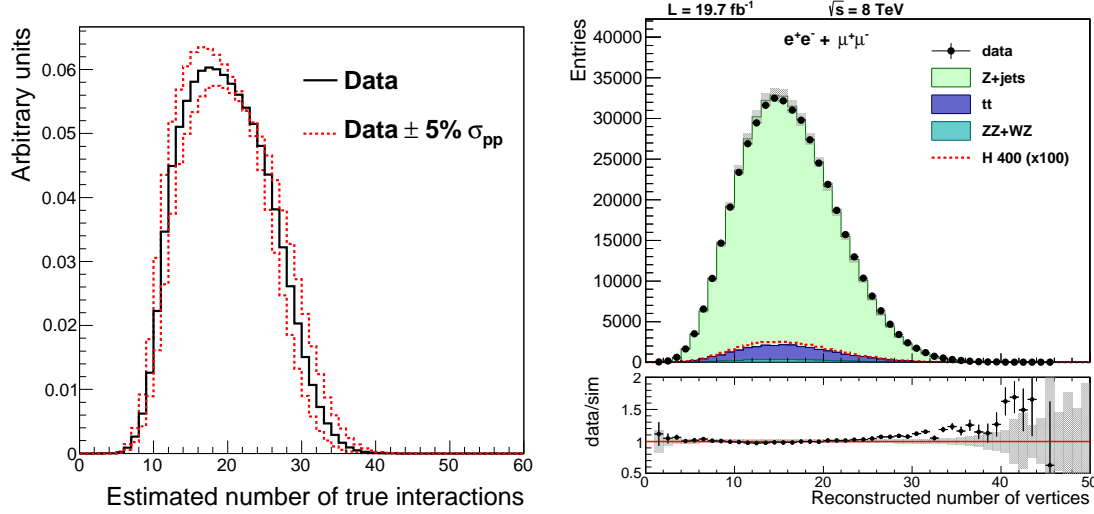 Arbitrary units
0.06
0.05
0.04
0.03
0.02
0.01
0
0 10 20 30 40 50 60
Estimated number of true interactions
Data
Data ± 5% σpp
L = 19.7 fb-1 √s = 8 TeV
e+e- + μ+μ-
Entries
40000
35000
30000
25000
20000
15000
10000
5000
0
data
Z+jets
tt
ZZ+WZ
H 400 (x100)
data/sim
2
1.5
1
0.5
0 10 20 30 40 50
Reconstructed number of vertices